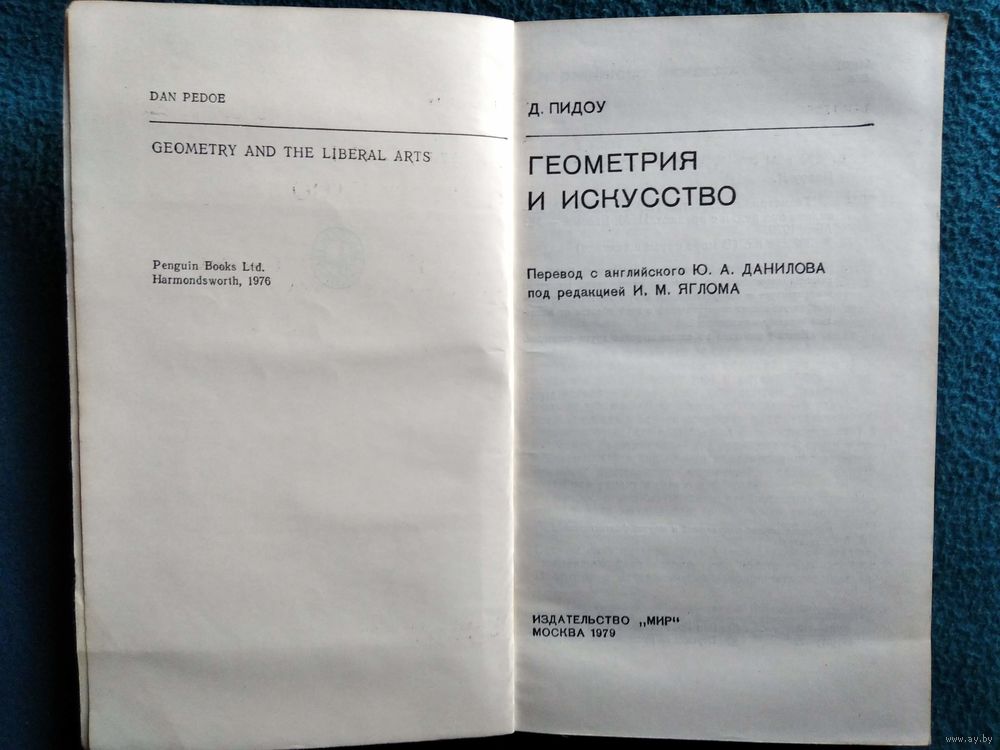 DAN PEDOE
GEOMETRY AND THE LIBERAL ARTS
Penguin Books Ltd.
Harmondsworth, 1976
Д. ПИДОУ
ГЕОМЕТРИЯ
И ИСКУССТВО
Перевод с английского Ю. А. ДАНИЛОВА
под редакцией И. М. ЯГЛОМА
ИЗДАТЕЛЬСТВО „МИР“
МОСКВА 1979
www.ay.by